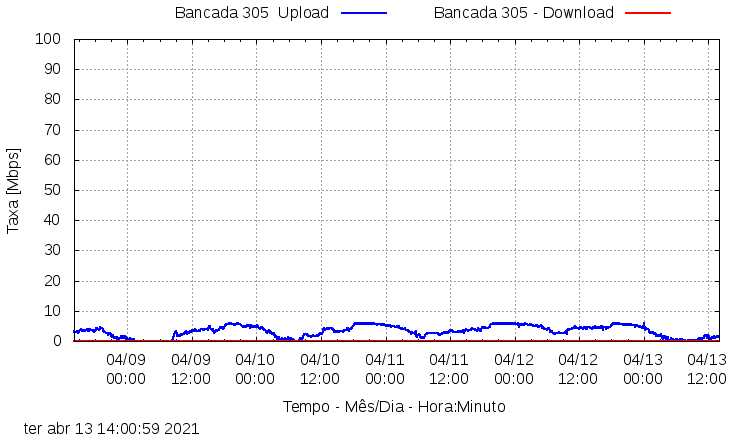 Bancada 305  Upload
Bancada 305 - Download
100
90
80
70
60
50
40
30
20
10
0
Taxa [Mbps]
04/09 04/09 04/10 04/10 04/11 04/11 04/12 04/12 04/13 04/13
00:00 12:00 00:00 12:00 00:00 12:00 00:00 12:00 00:00 12:00
Tempo - Mês/Dia - Hora:Minuto
ter abr 13 14:00:59 2021